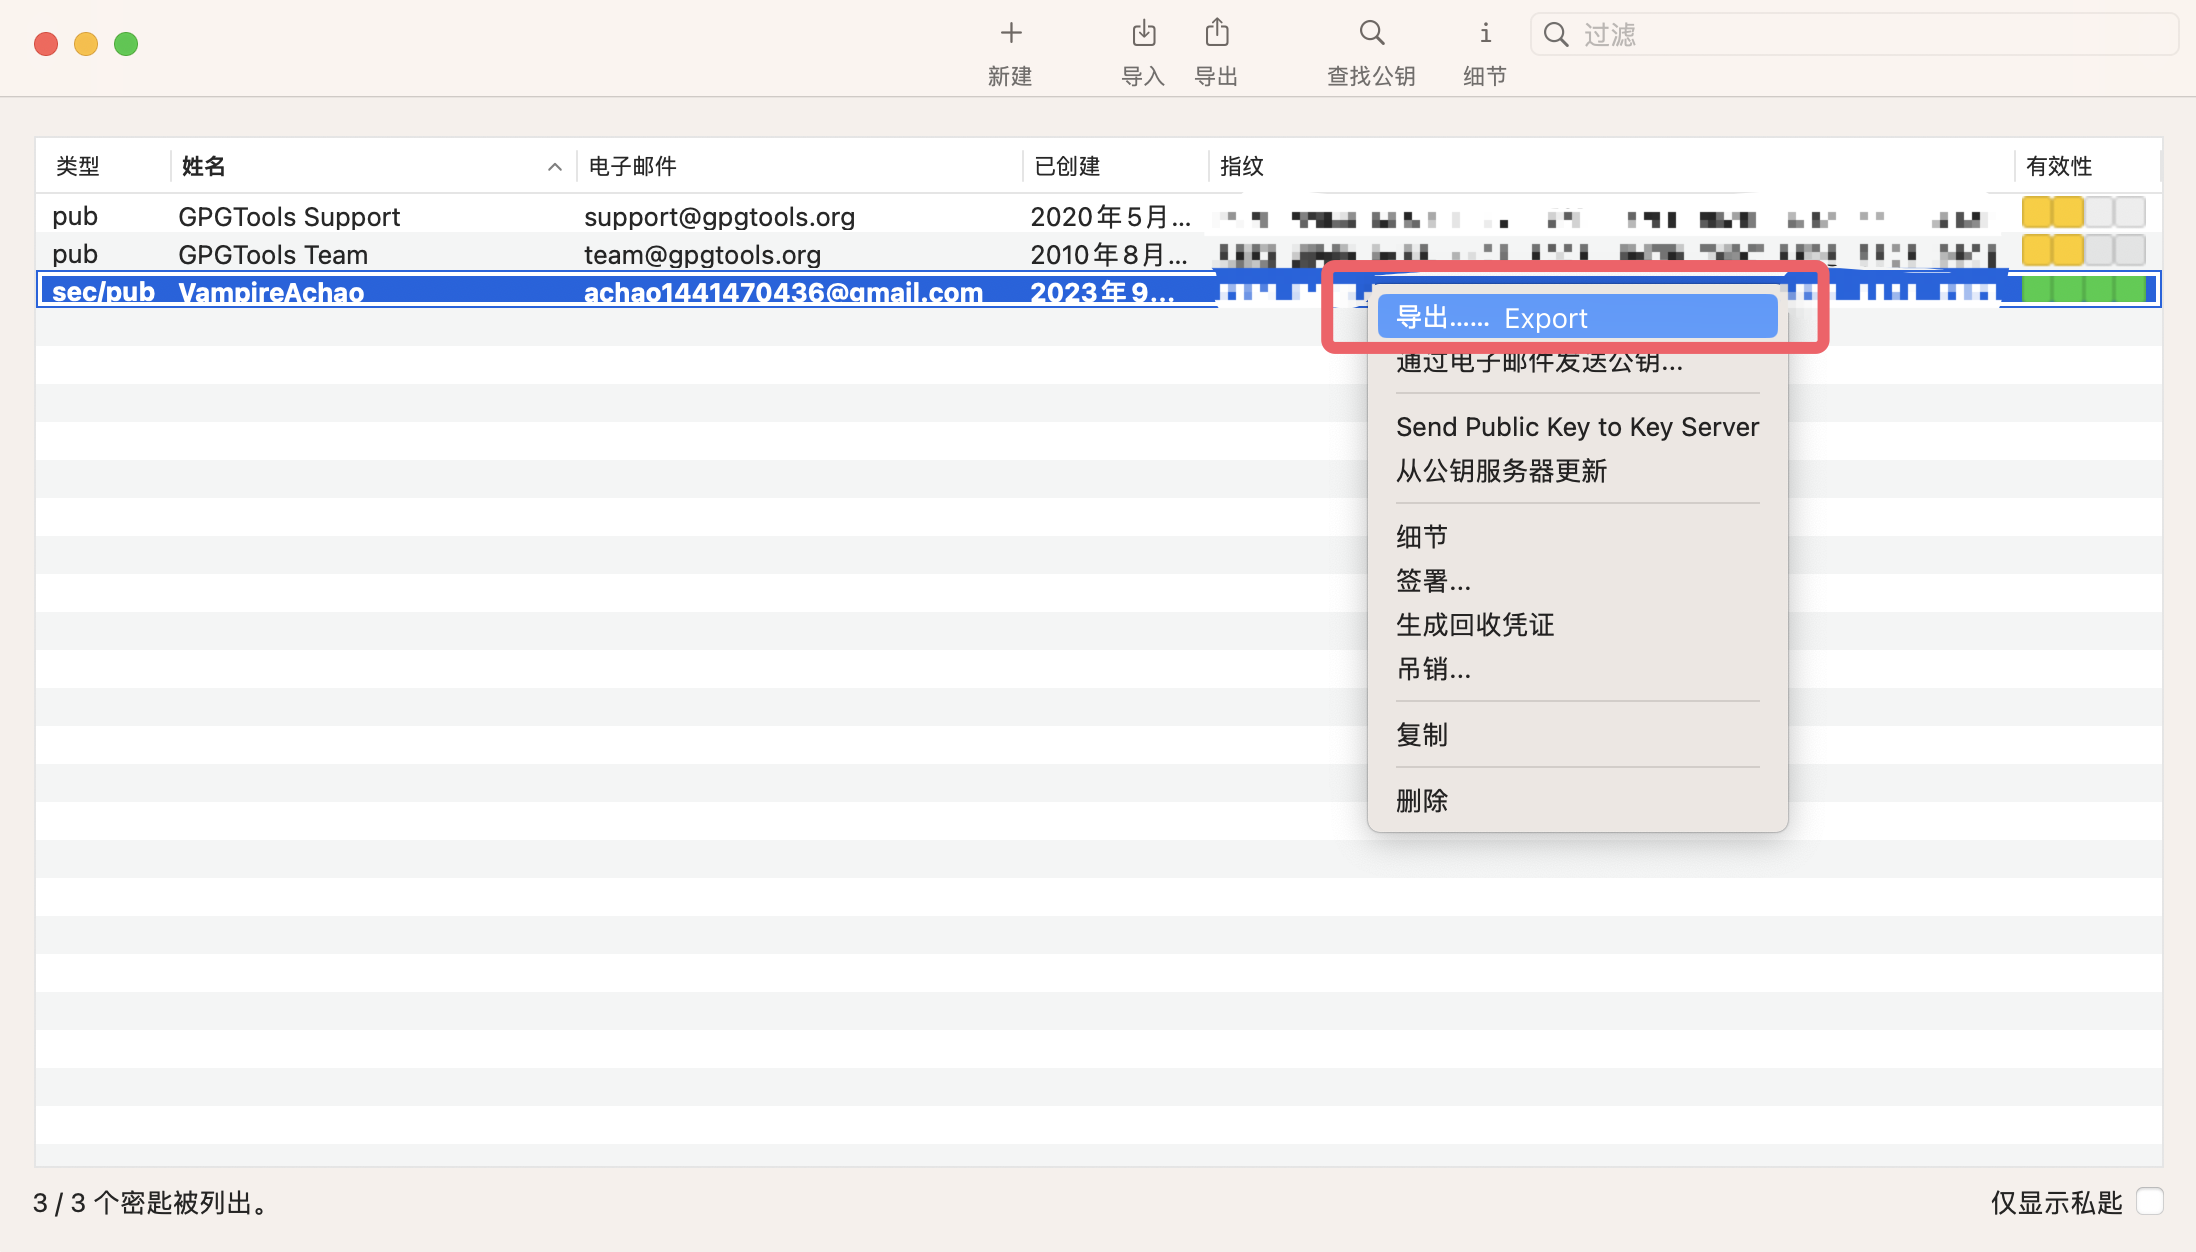 新建 导入 导出 查找公钥 细节 过滤
类型 姓名 电子邮件 已创建 指纹 有效性
pub GPGTools Support support@gpgtools.org 2020年5月...
pub GPGTools Team team@gpgtools.org 2010年8月...
sec/pub VampireAchao achao1441470436@gmail.com 2023年9...
导出...... Export
通过电子邮件发送公钥...
Send Public Key to Key Server
从公钥服务器更新
细节
签署...
生成回收凭证
吊销...
复制
删除
3 / 3 个密匙被列出。 仅显示私匙